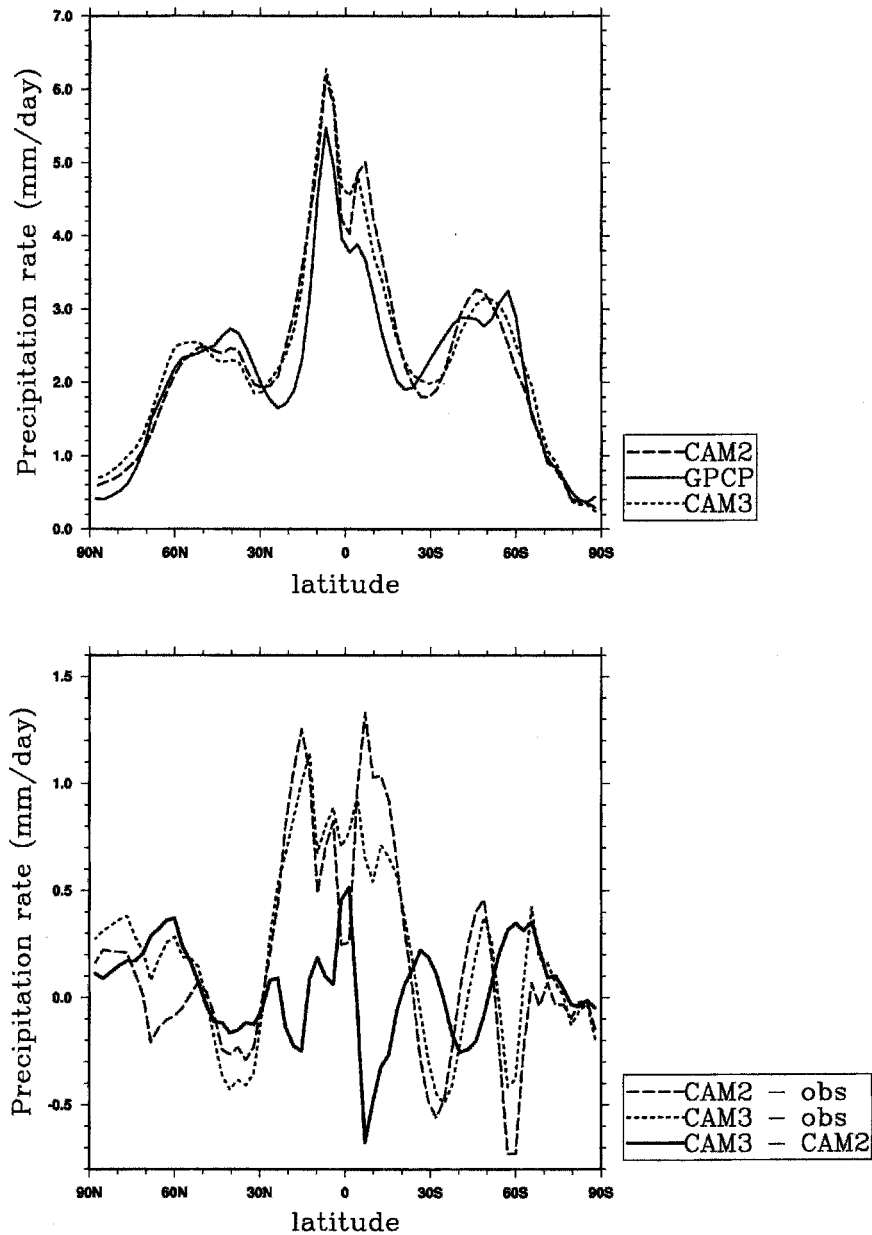 Precipitation rate (mm/day)
7.0
6.0
5.0
4.0
3.0
2.0
1.0
0.0
90N 60N 30N 0 30S 60S 90S
latitude
CAM2
GPCP
CAM3
Precipitation rate (mm/day)
1.5
1.0
0.5
0.0
-0.5
90N 60N 30N 0 30S 60S 90S
latitude
CAM2 - obs
CAM3 - obs
CAM3 - CAM2